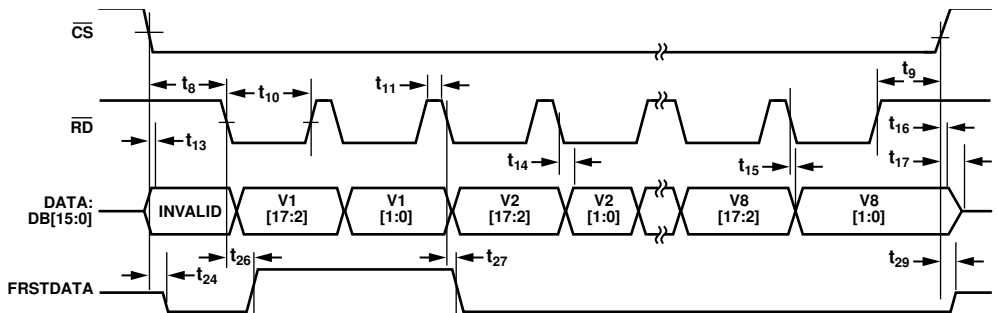 CS
t8
t10
t11
t9
RD
t13
t14
t15
t16
t17
DATA:
DB[15:0]
INVALID
V1
[17:2]
V1
[1:0]
V2
[17:2]
V2
[1:0]
V8
[17:2]
V8
[1:0]
t24
t26
t27
t29
FRSTDATA